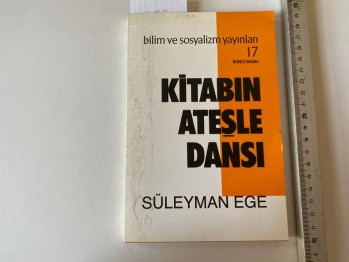 bilim ve sosyalizm yayınları
17
İKİNCİ BASKI
KİTABIN
ATEŞLE
DANSI
SÜLEYMAN EGE